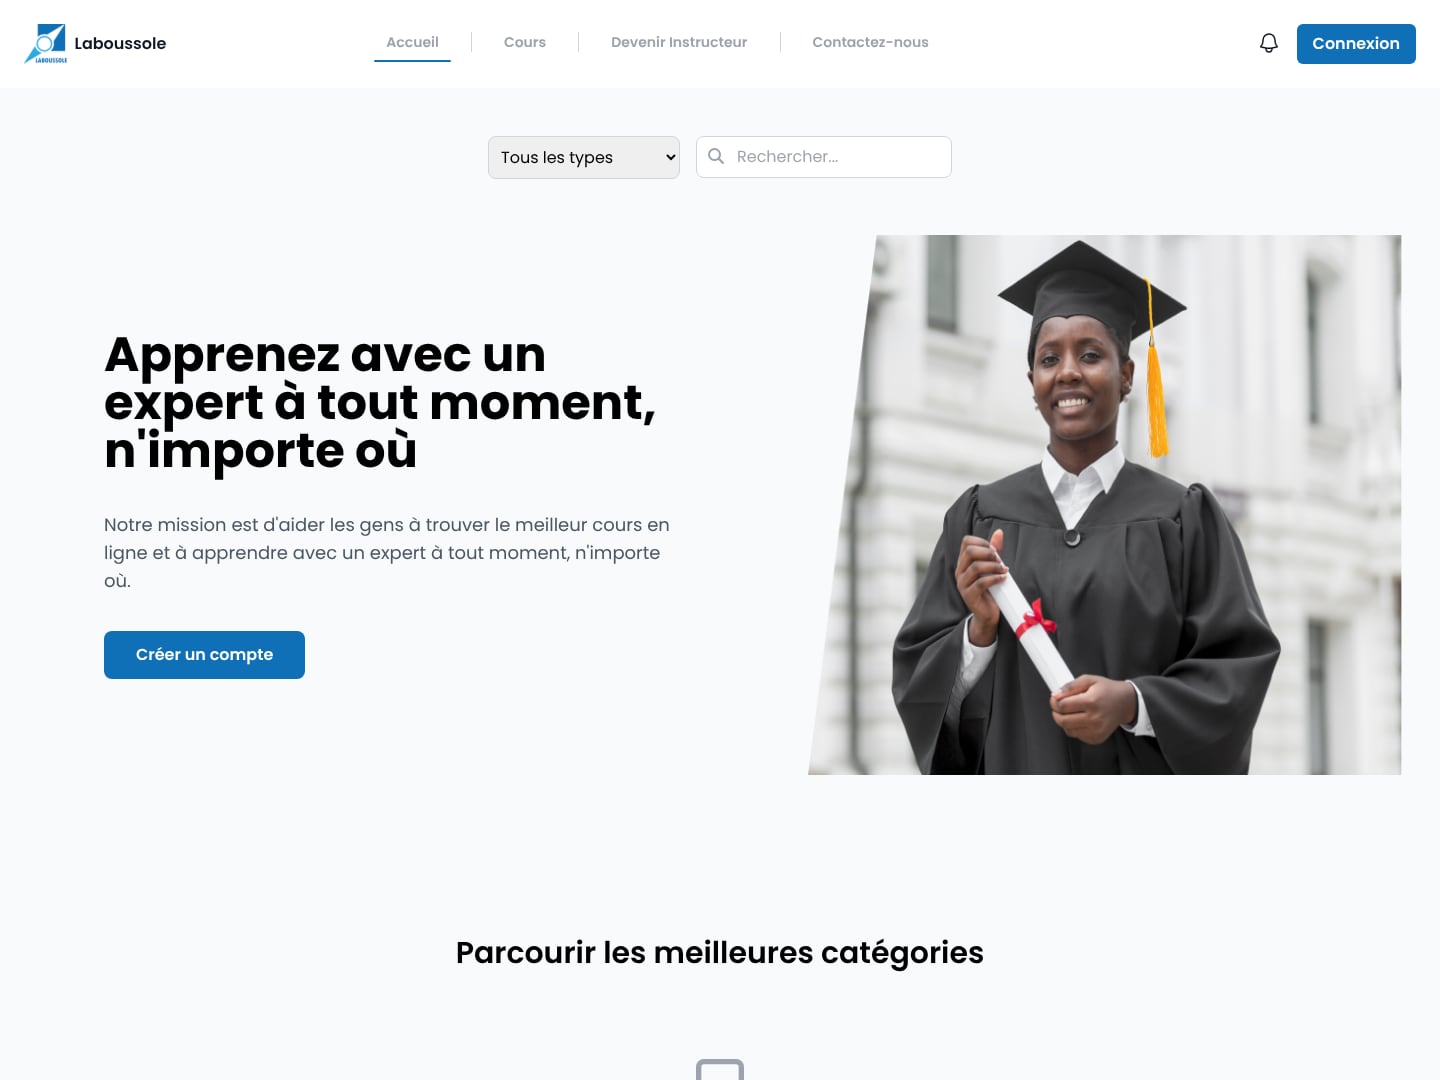 LABOUSSOLE
Laboussole
Accueil
Cours
Devenir Instructeur
Contactez-nous
Connexion
Tous les types
Rechercher...
Apprenez avec un
expert à tout moment,
n'importe où
Notre mission est d'aider les gens à trouver le meilleur cours en
ligne et à apprendre avec un expert à tout moment, n'importe
où.
Créer un compte
Parcourir les meilleures catégories